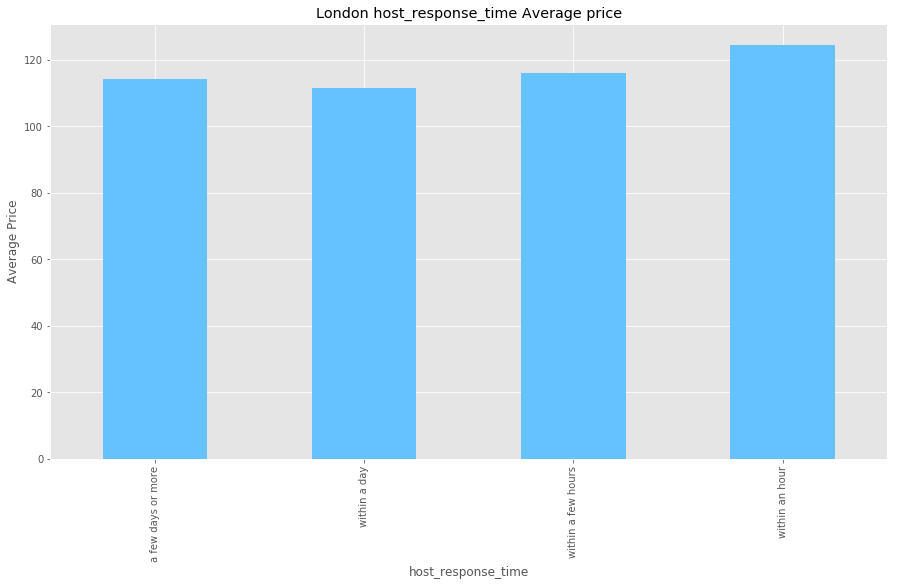 London host_response_time Average price
Average Price
120
100
80
60
40
20
0
a few days or more
within a day
within a few hours
within an hour
host_response_time